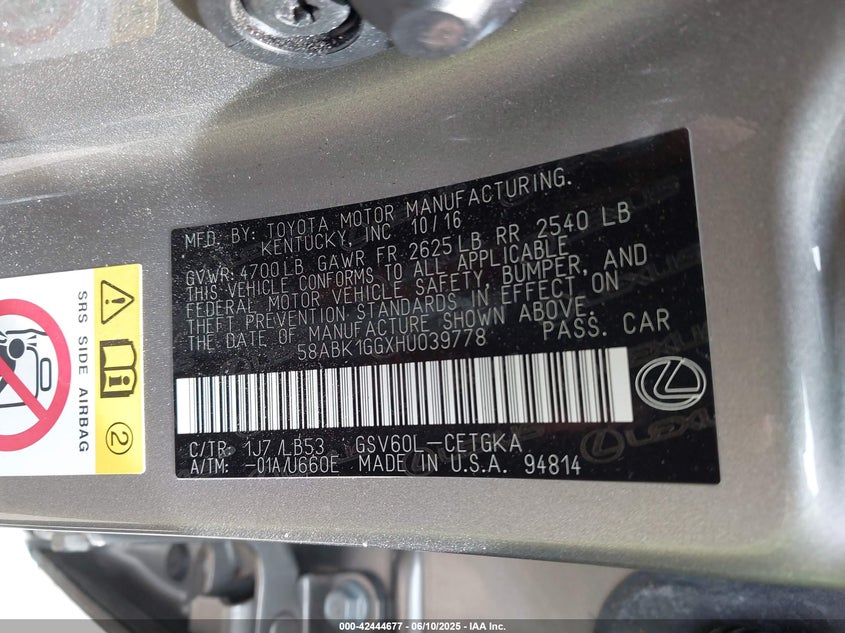 MFD. BY: TOYOTA MOTOR MANUFACTURING.
KENTUCKY, INC 10/16
GVWR: 4700 LB GAWR FR 2625 LB RR 2540 LB
THIS VEHICLE CONFORMS TO ALL APPLICABLE
FEDERAL MOTOR VEHICLE SAFETY, BUMPER, AND
THEFT PREVENTION STANDARDS IN EFFECT ON
THE DATE OF MANUFACTURE SHOWN ABOVE.
58ABK1GGXHU039778 PASS. CAR
C/TR 1J7 /LB53 GSV60L-CETGKA
A/TM: -01A/U660E MADE IN U.S.A. 94814
SRS SIDE AIRBAG
2
LEXUS
000-42444677 - 06/10/2025 - IAA Inc.